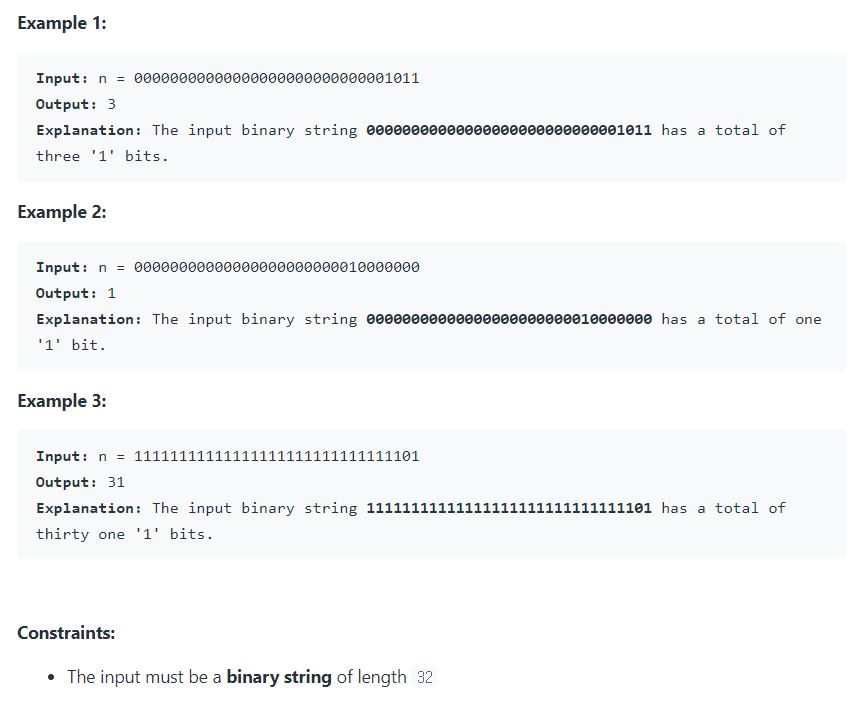 Example 1:
Input: n = 00000000000000000000000000001011
Output: 3
Explanation: The input binary string 00000000000000000000000000001011 has a total of
three '1' bits.
Example 2:
Input: n = 00000000000000000000000010000000
Output: 1
Explanation: The input binary string 00000000000000000000000010000000 has a total of one
'1' bit.
Example 3:
Input: n = 11111111111111111111111111111101
Output: 31
Explanation: The input binary string 11111111111111111111111111111101 has a total of
thirty one '1' bits.
Constraints:
• The input must be a binary string of length 32